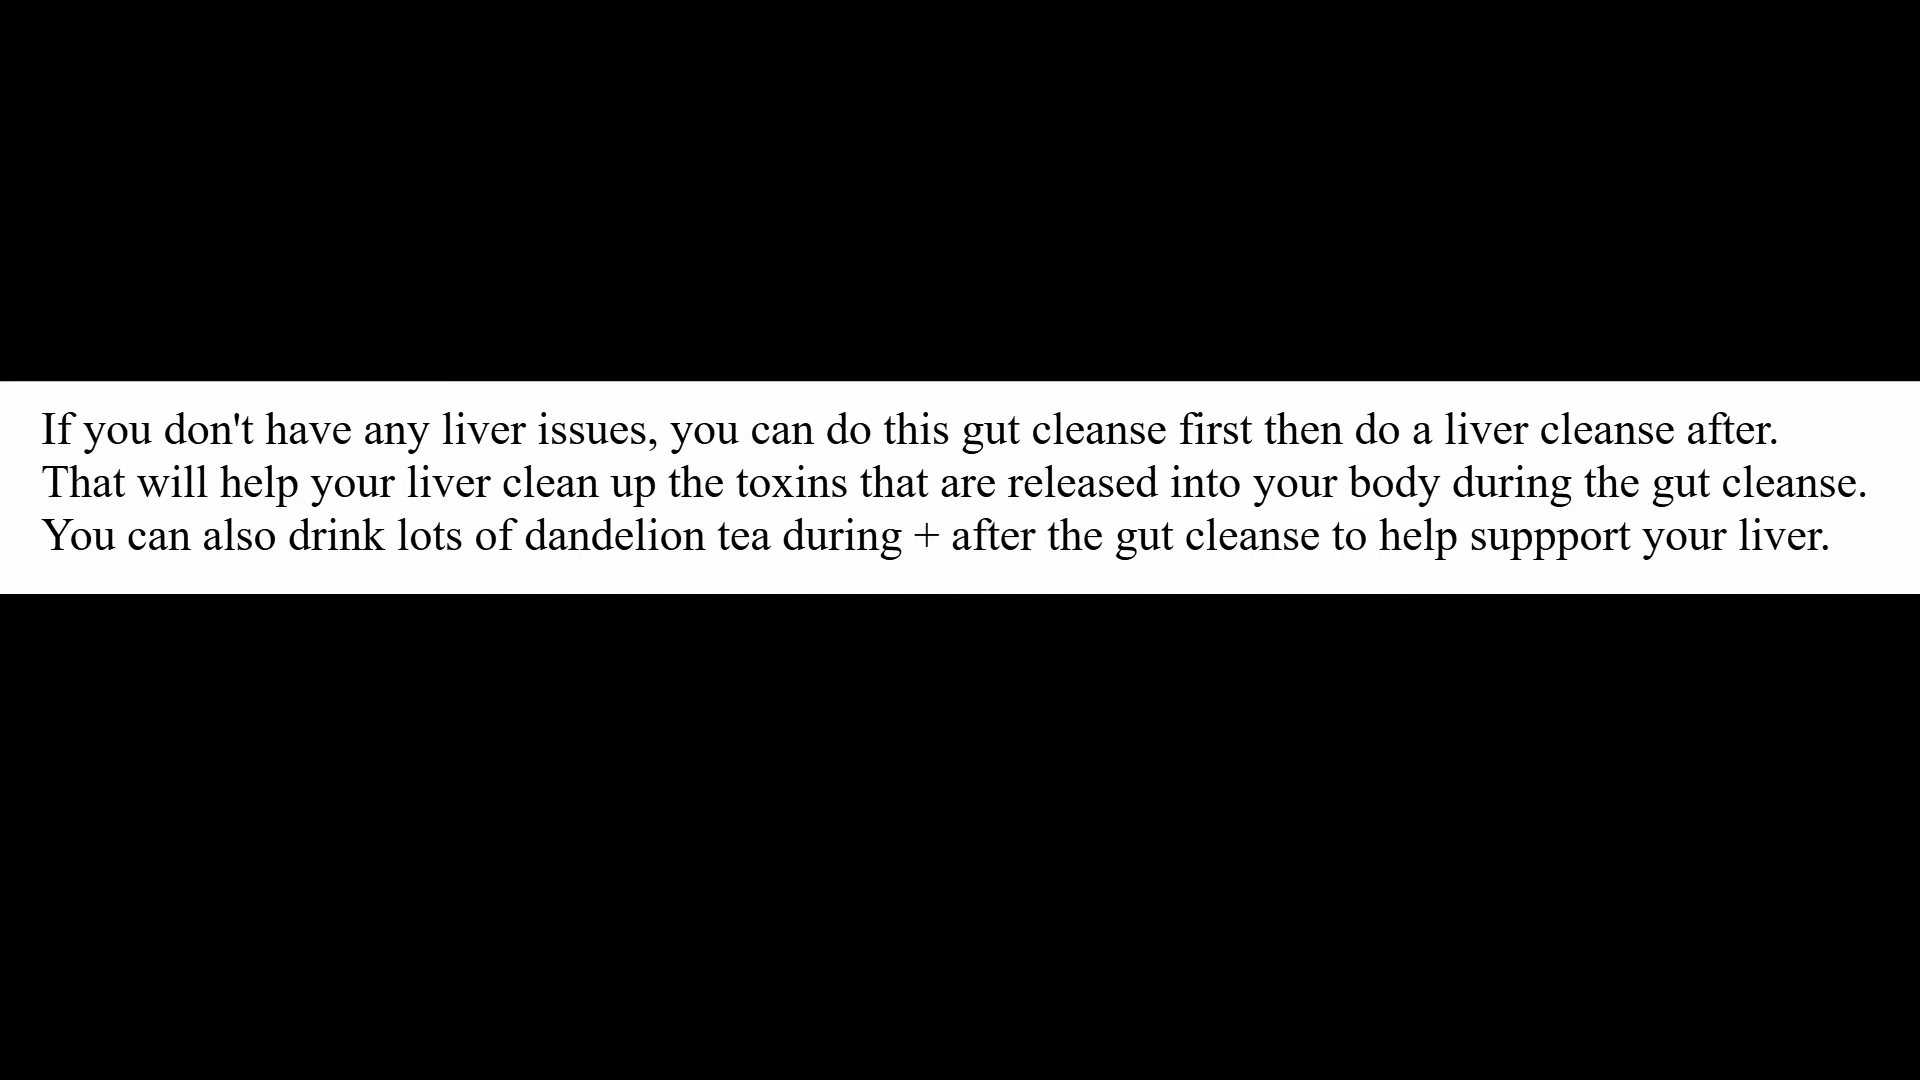 If you don't have any liver issues, you can do this gut cleanse first then do a liver cleanse after.
That will help your liver clean up the toxins that are released into your body during the gut cleanse.
You can also drink lots of dandelion tea during + after the gut cleanse to help suppport your liver.